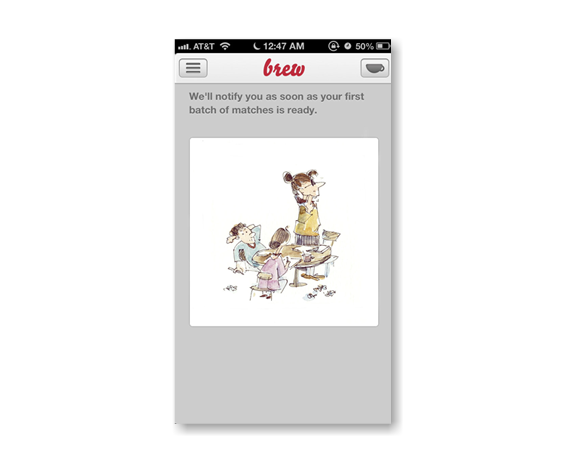 AT&T 12:47 AM 50%
brew
We'll notify you as soon as your first
batch of matches is ready.